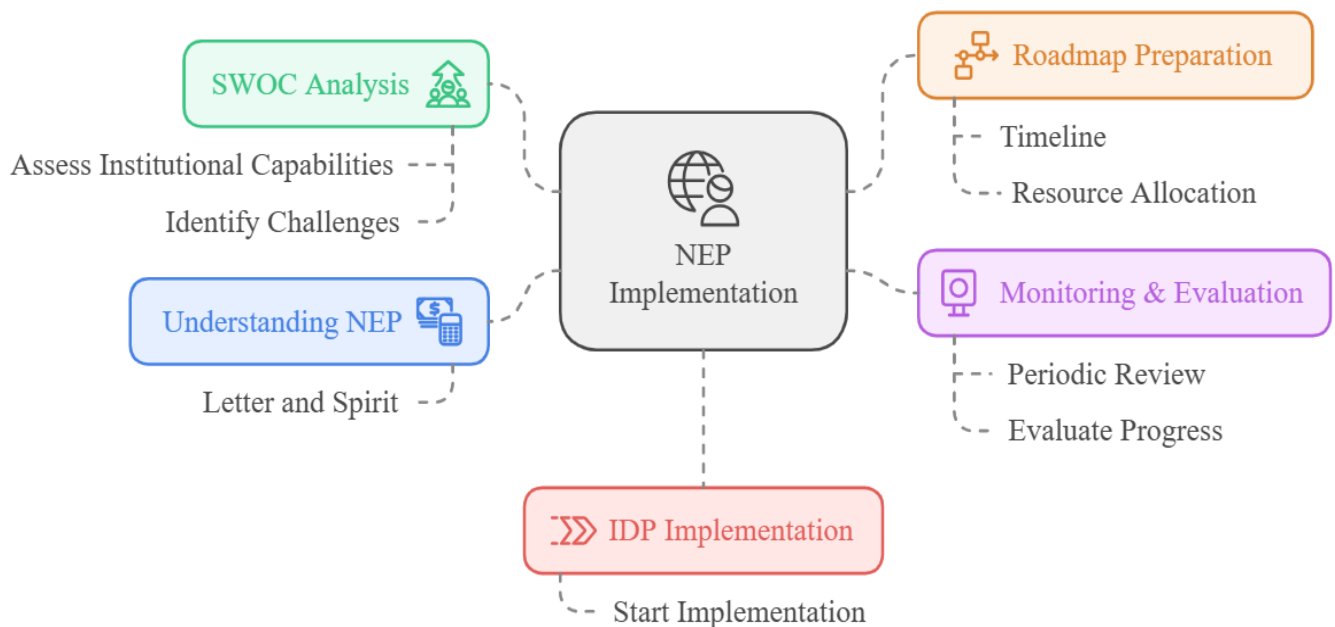 SWOC Analysis
Assess Institutional Capabilities
Identify Challenges
Understanding NEP
$
Letter and Spirit
NEP
Implementation
Roadmap Preparation
Timeline
Resource Allocation
Monitoring & Evaluation
Periodic Review
Evaluate Progress
IDP Implementation
Start Implementation